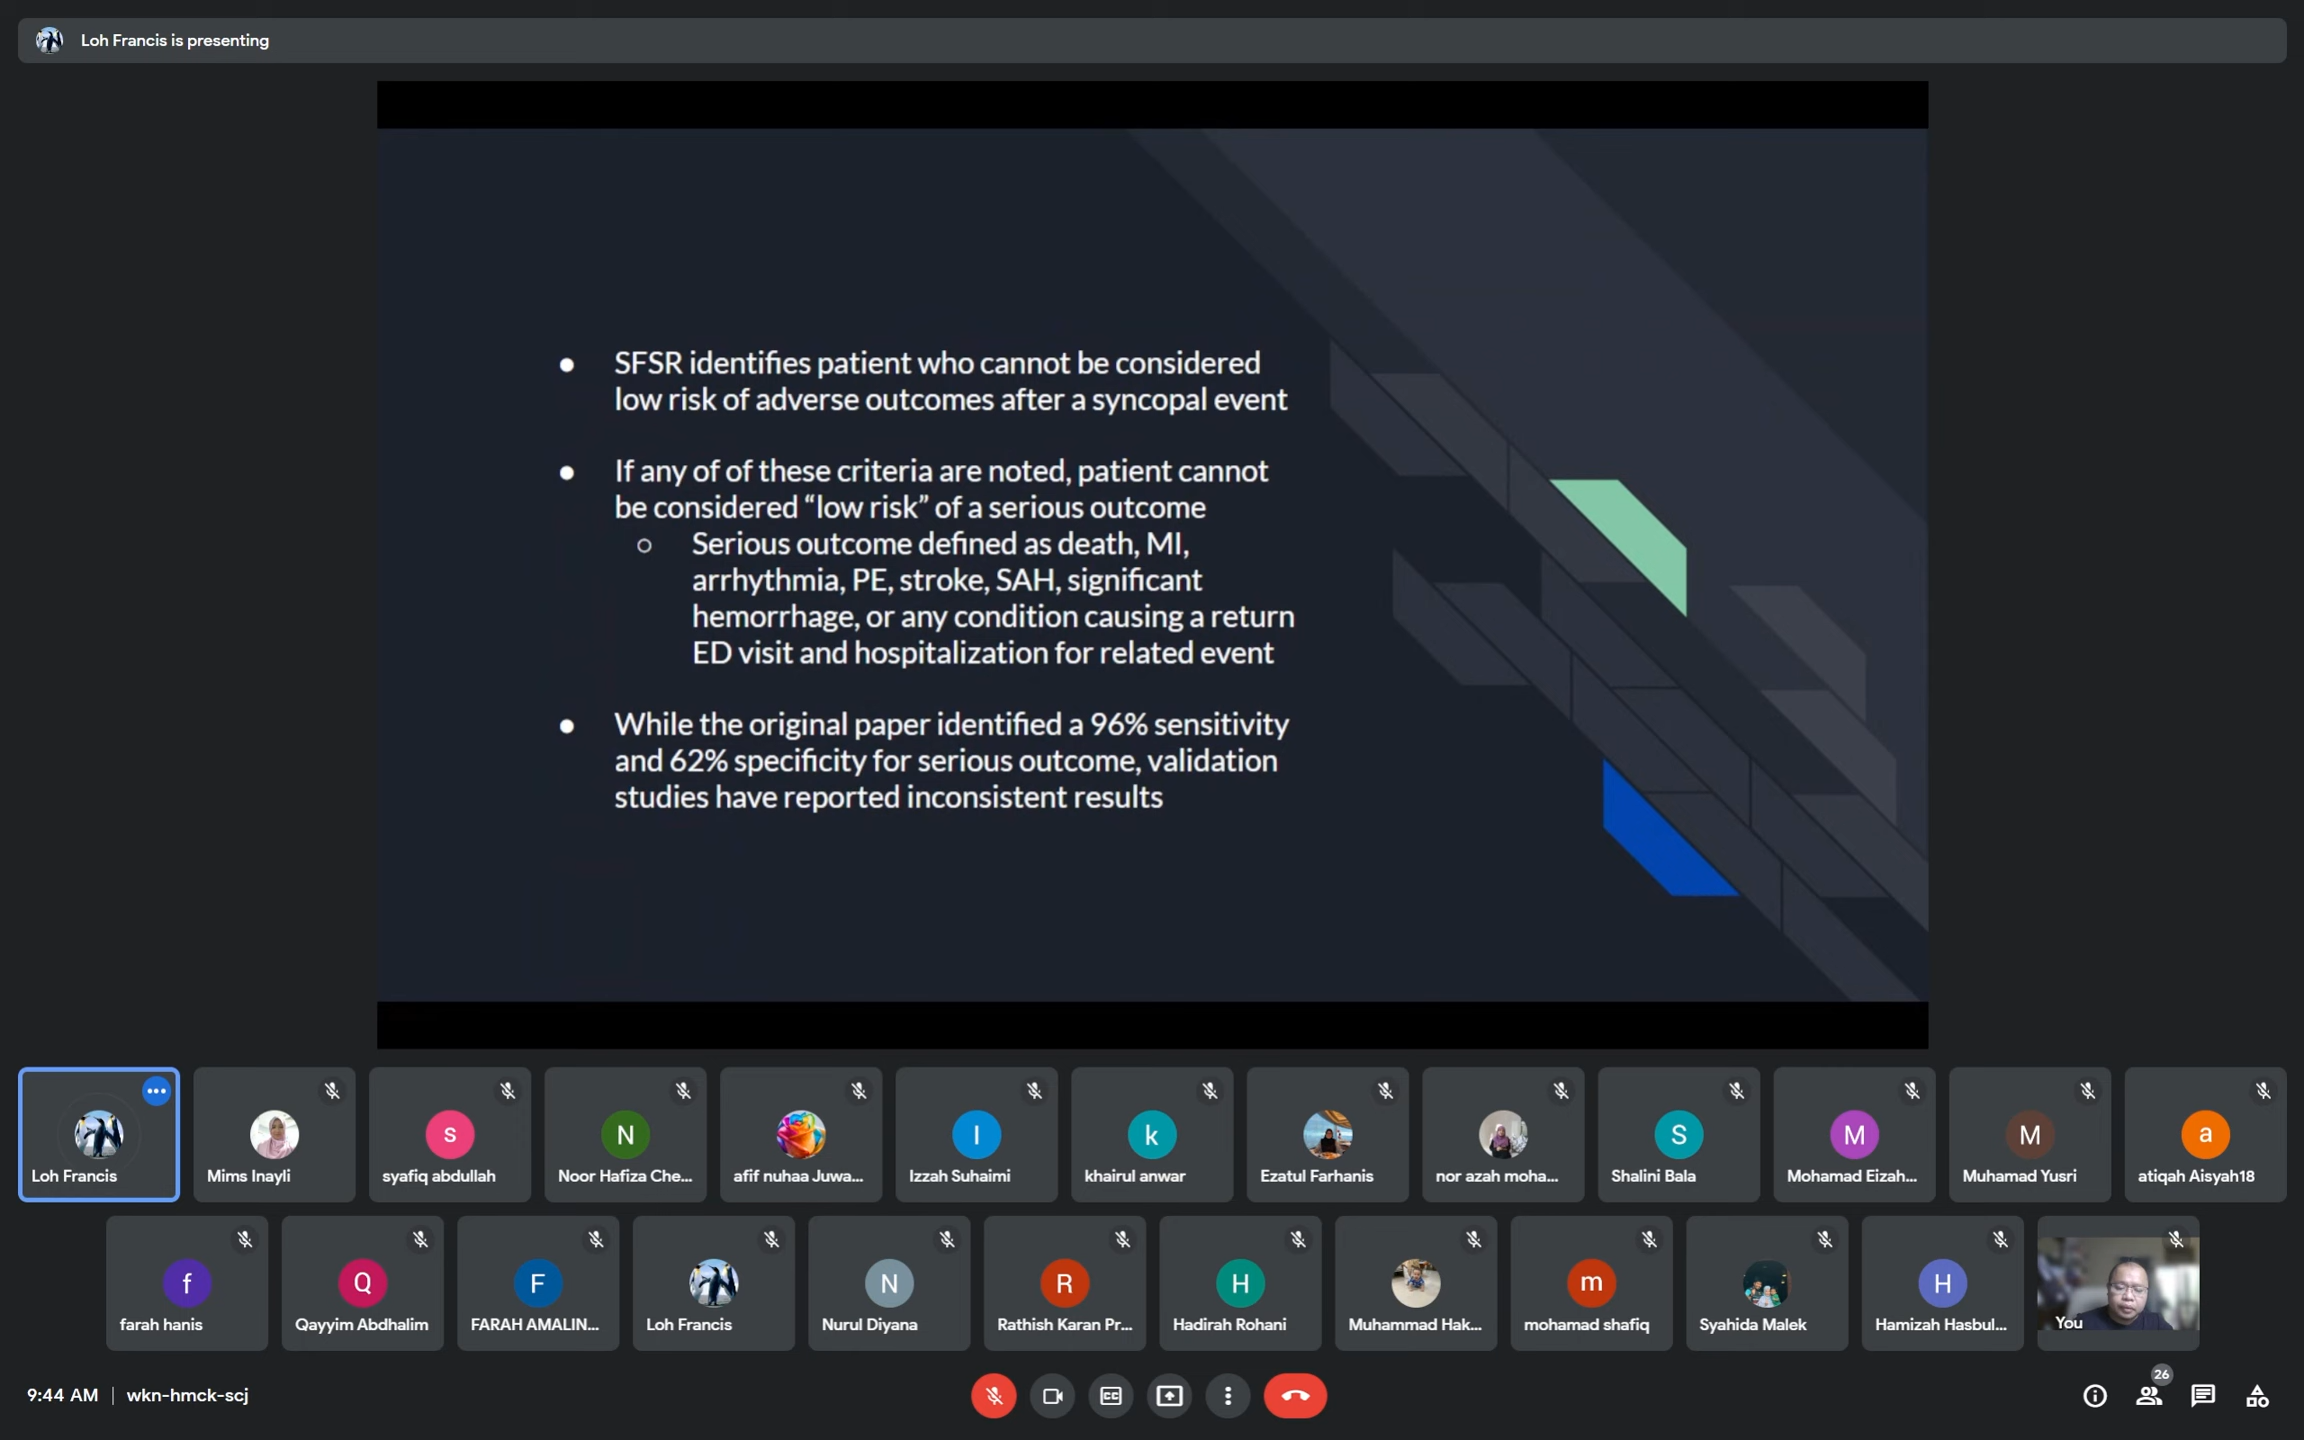 Loh Francis is presenting
● SFSR identifies patient who cannot be considered
low risk of adverse outcomes after a syncopal event
● If any of of these criteria are noted, patient cannot
be considered “low risk” of a serious outcome
○ Serious outcome defined as death, MI,
arrhythmia, PE, stroke, SAH, significant
hemorrhage, or any condition causing a return
ED visit and hospitalization for related event
● While the original paper identified a 96% sensitivity
and 62% specificity for serious outcome, validation
studies have reported inconsistent results
Loh Francis
Mims Inayli
s
syafiq abdullah
N
Noor Hafiza Che...
afif nuhaa Juwa...
I
Izzah Suhaimi
k
khairul anwar
Ezatul Farhanis
nor azah moha...
S
Shalini Bala
M
Mohamad Eizah...
M
Muhamad Yusri
a
atiqah Aisyah18
f
farah hanis
Q
Qayyim Abdhalim
F
FARAH AMALIN...
Loh Francis
N
Nurul Diyana
R
Rathish Karan Pr...
H
Hadirah Rohani
Muhammad Hak...
m
mohamad shafiq
Syahida Malek
H
Hamizah Hasbul...
You
9:44 AM | wkn-hmck-scj
CC
26